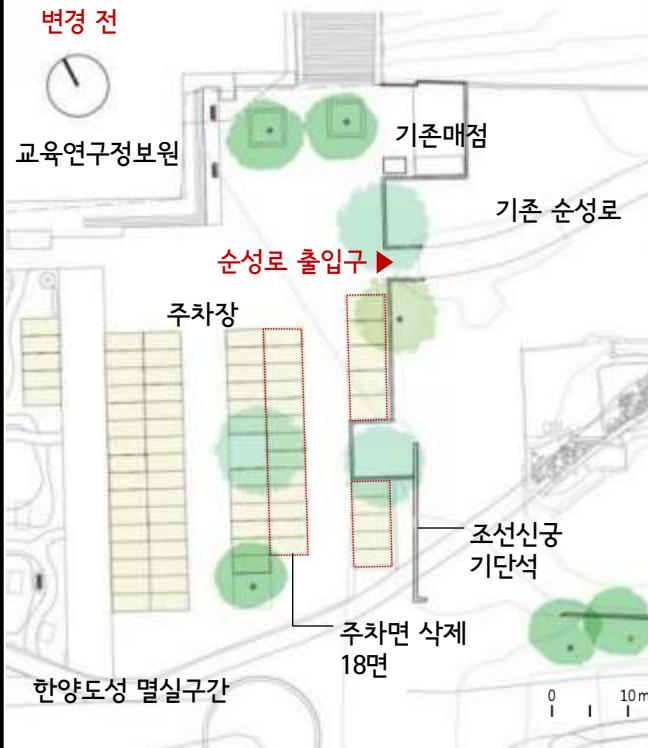 변경 전
교육연구정보원
기존매점
기존 순성로
순성로 출입구 ▶
주차장
조선신궁
기단석
주차면 삭제
18면
한양도성 멸실구간
0 10m